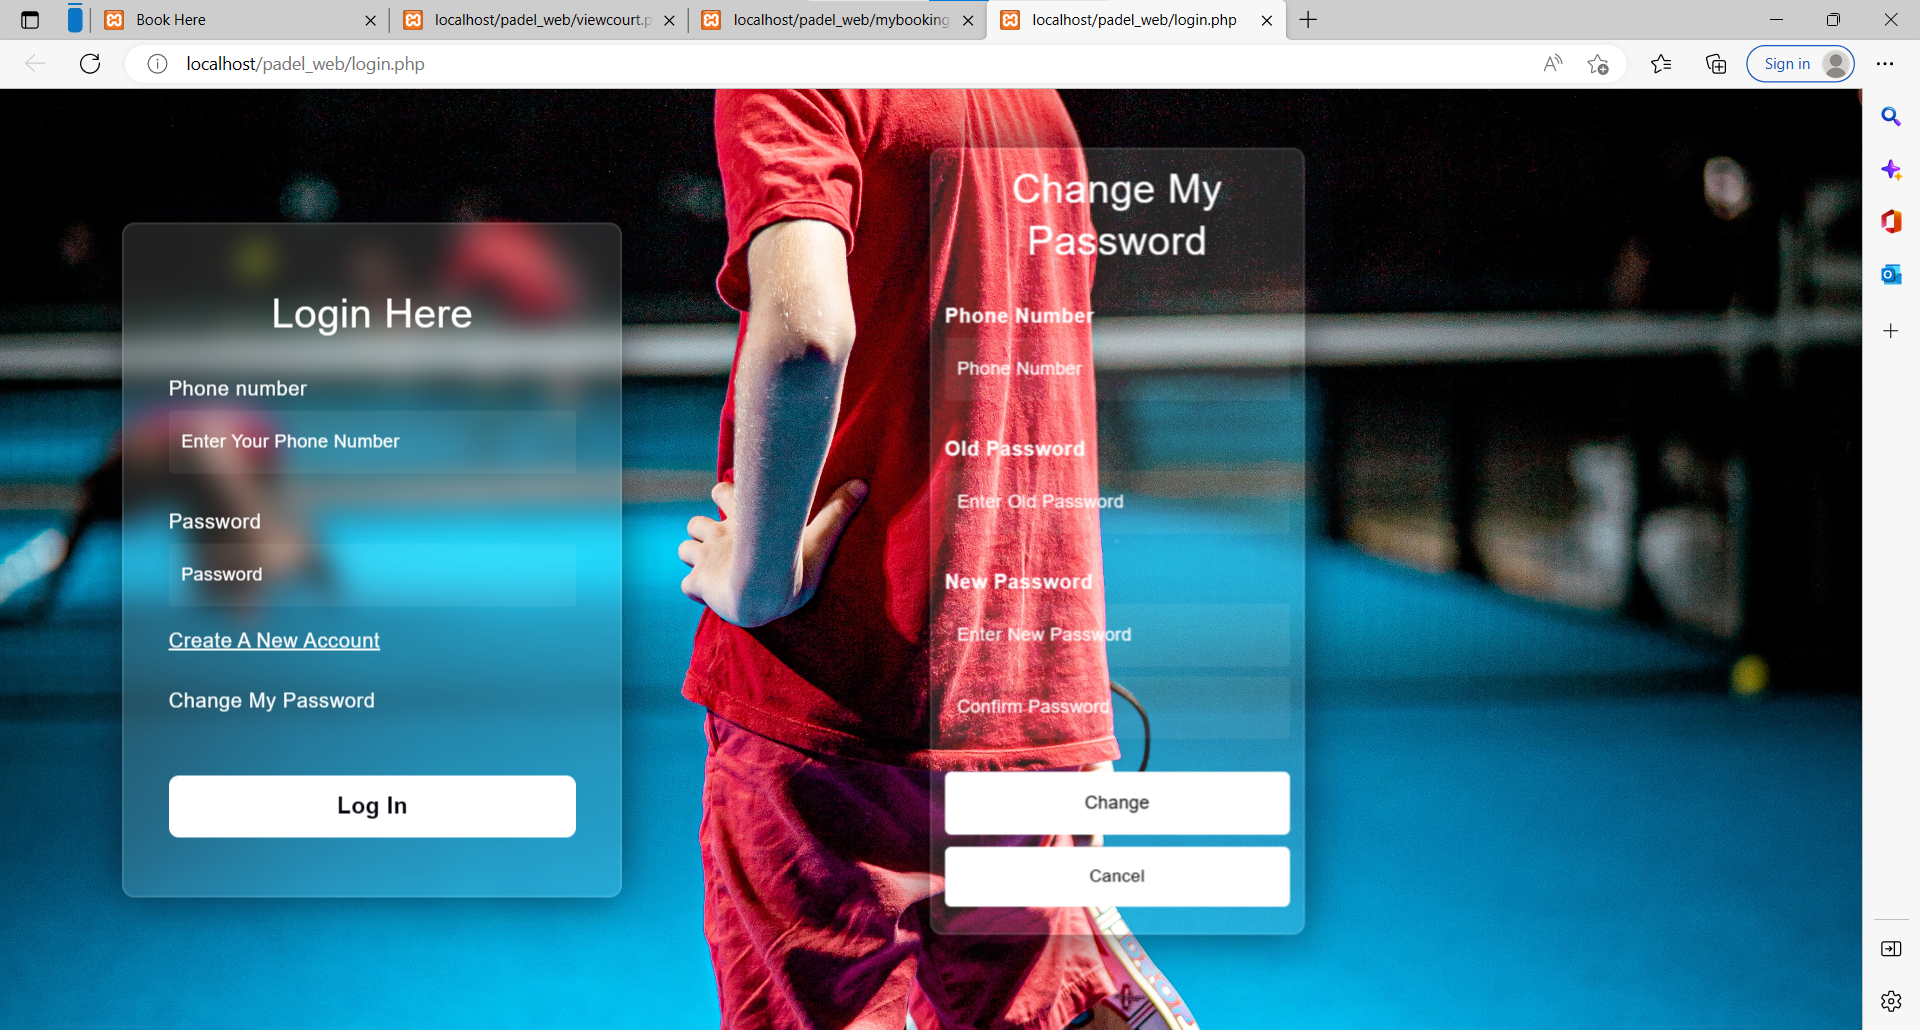 Book Here
localhost/padel_web/viewcourt.p
localhost/padel_web/mybooking
localhost/padel_web/login.php
localhost/padel_web/login.php
Sign in
Login Here
Phone number
Enter Your Phone Number
Password
Password
Create A New Account
Change My Password
Log In
Change My
Password
Phone Number
Phone Number
Old Password
Enter Old Password
New Password
Enter New Password
Confirm Password
Change
Cancel